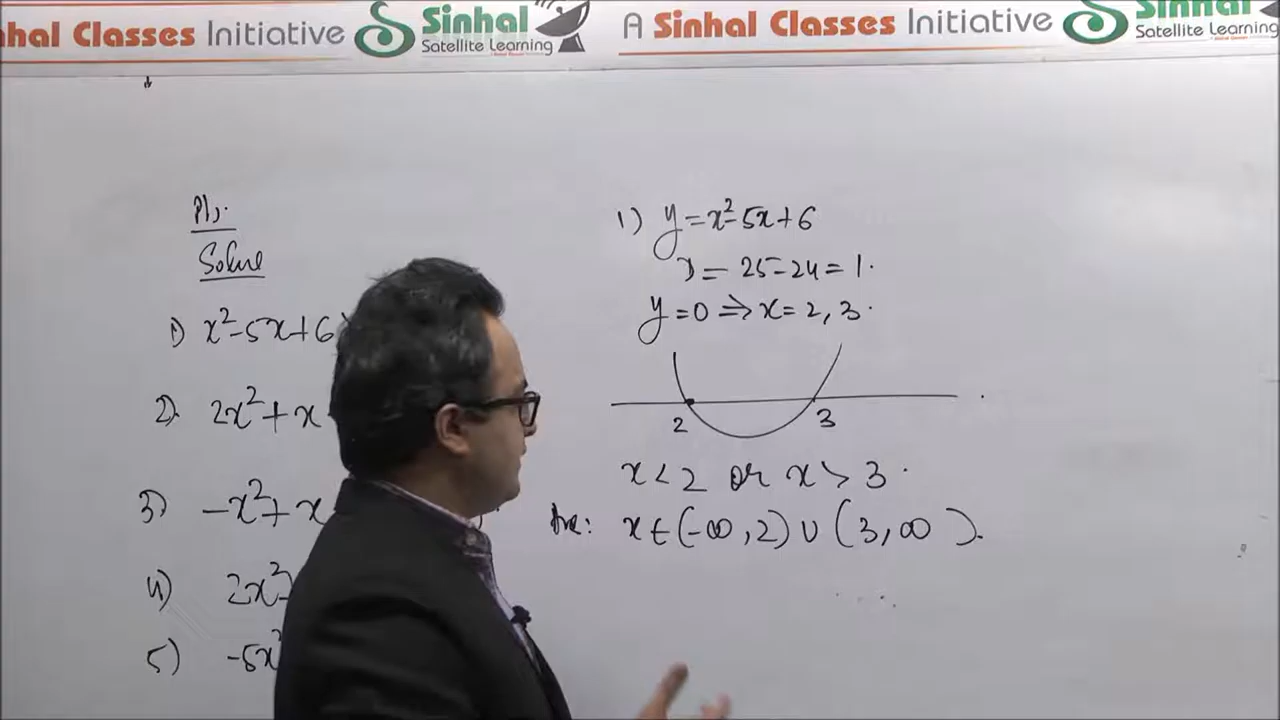 hal Classes Initiative Sinhal Satellite Learning A Sinhal Classes Initiative Sinhal Satellite Learning
Solve
1) x²-5x+6
2) 2x²+x
3) -x²+x
4) 2x²
5) -5x²
1) y=x²-5x+6
D= 25-24=1.
y=0 ⇒ x=2, 3.
2 3
x<2 or x>3.
Ans: x∈(-∞,2)∪(3,∞).